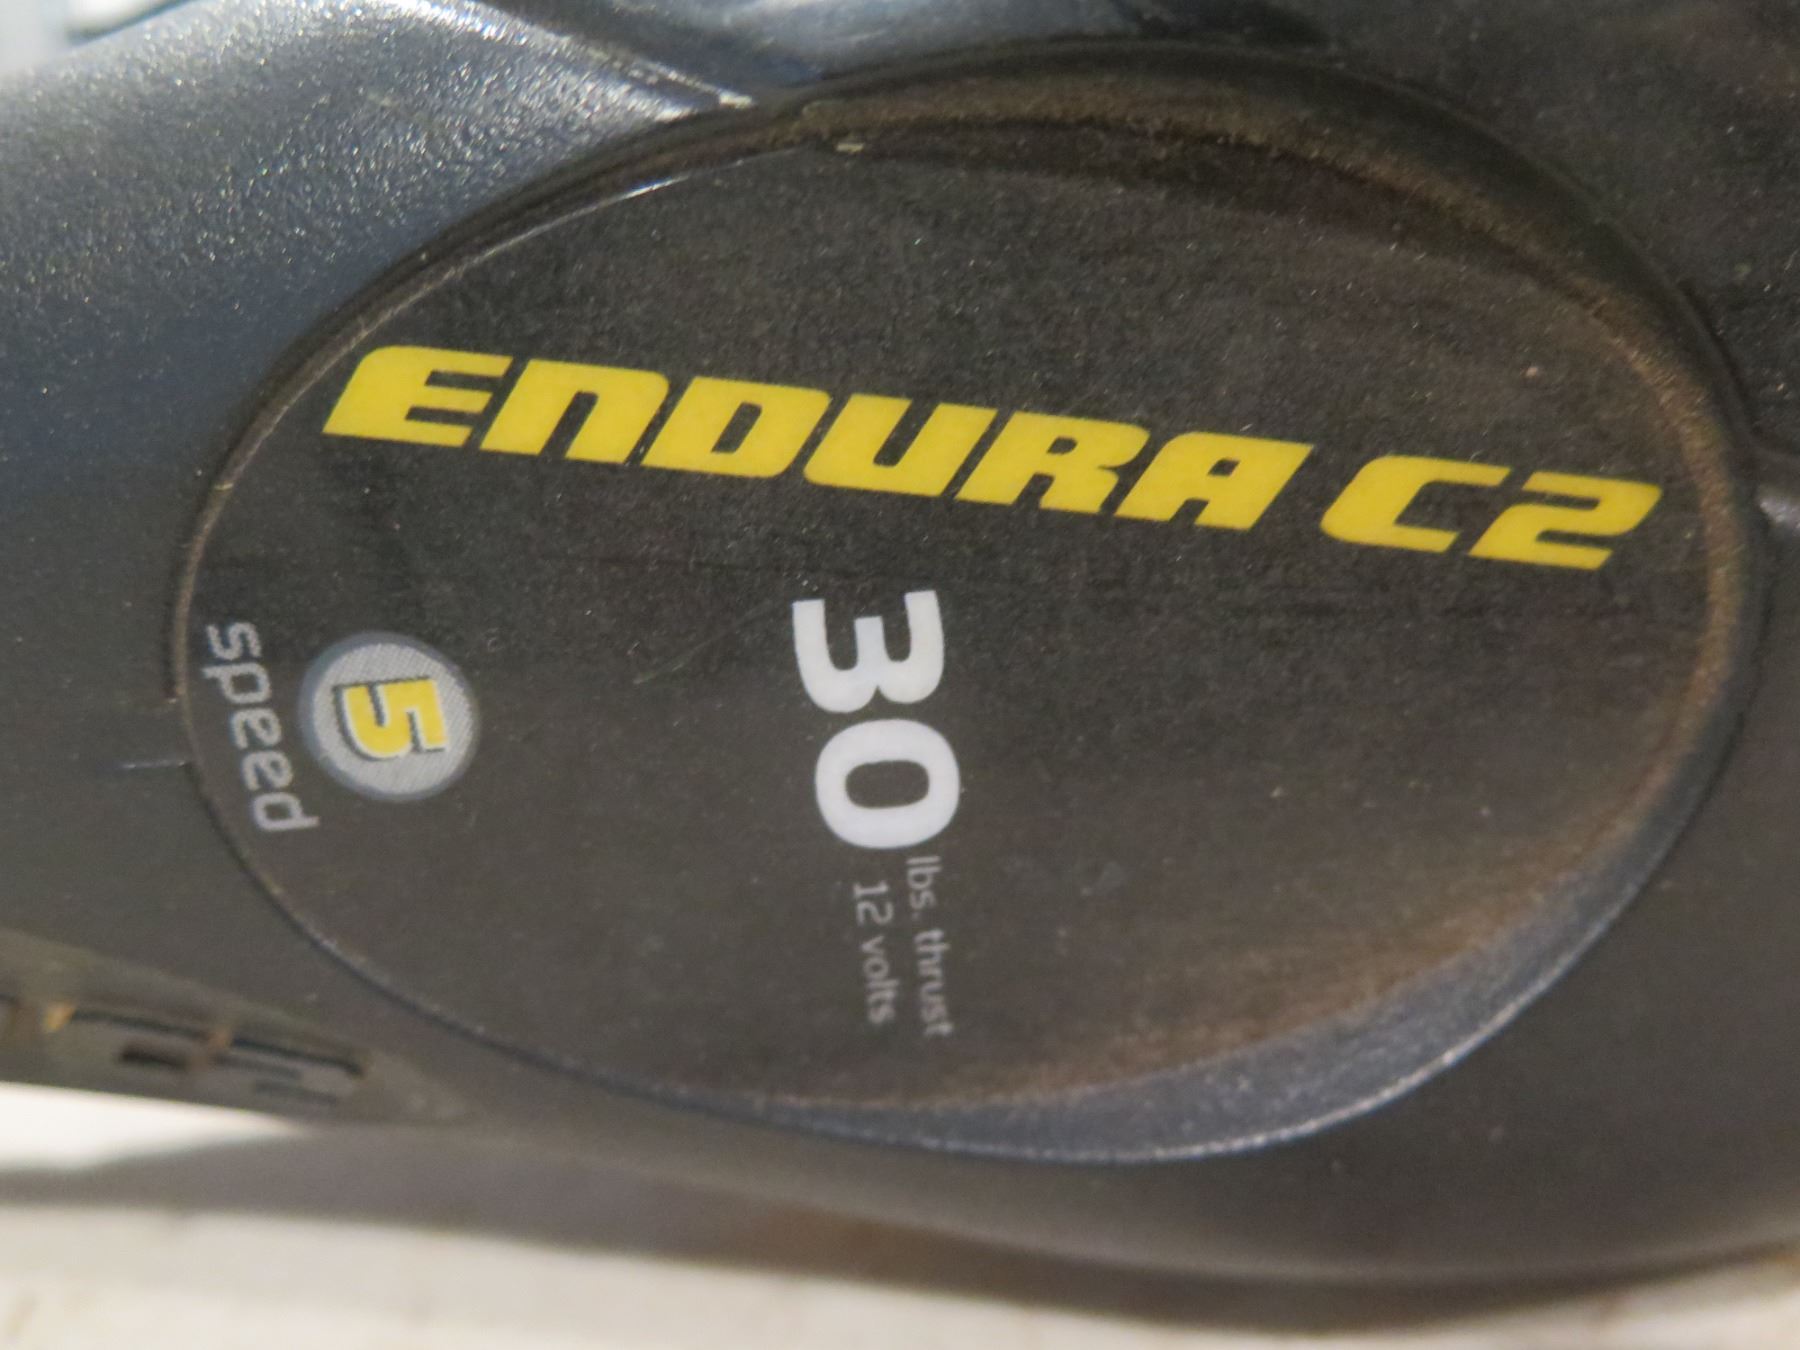 ENDURA C2
30 lbs. thrust
12 volts
5
speed